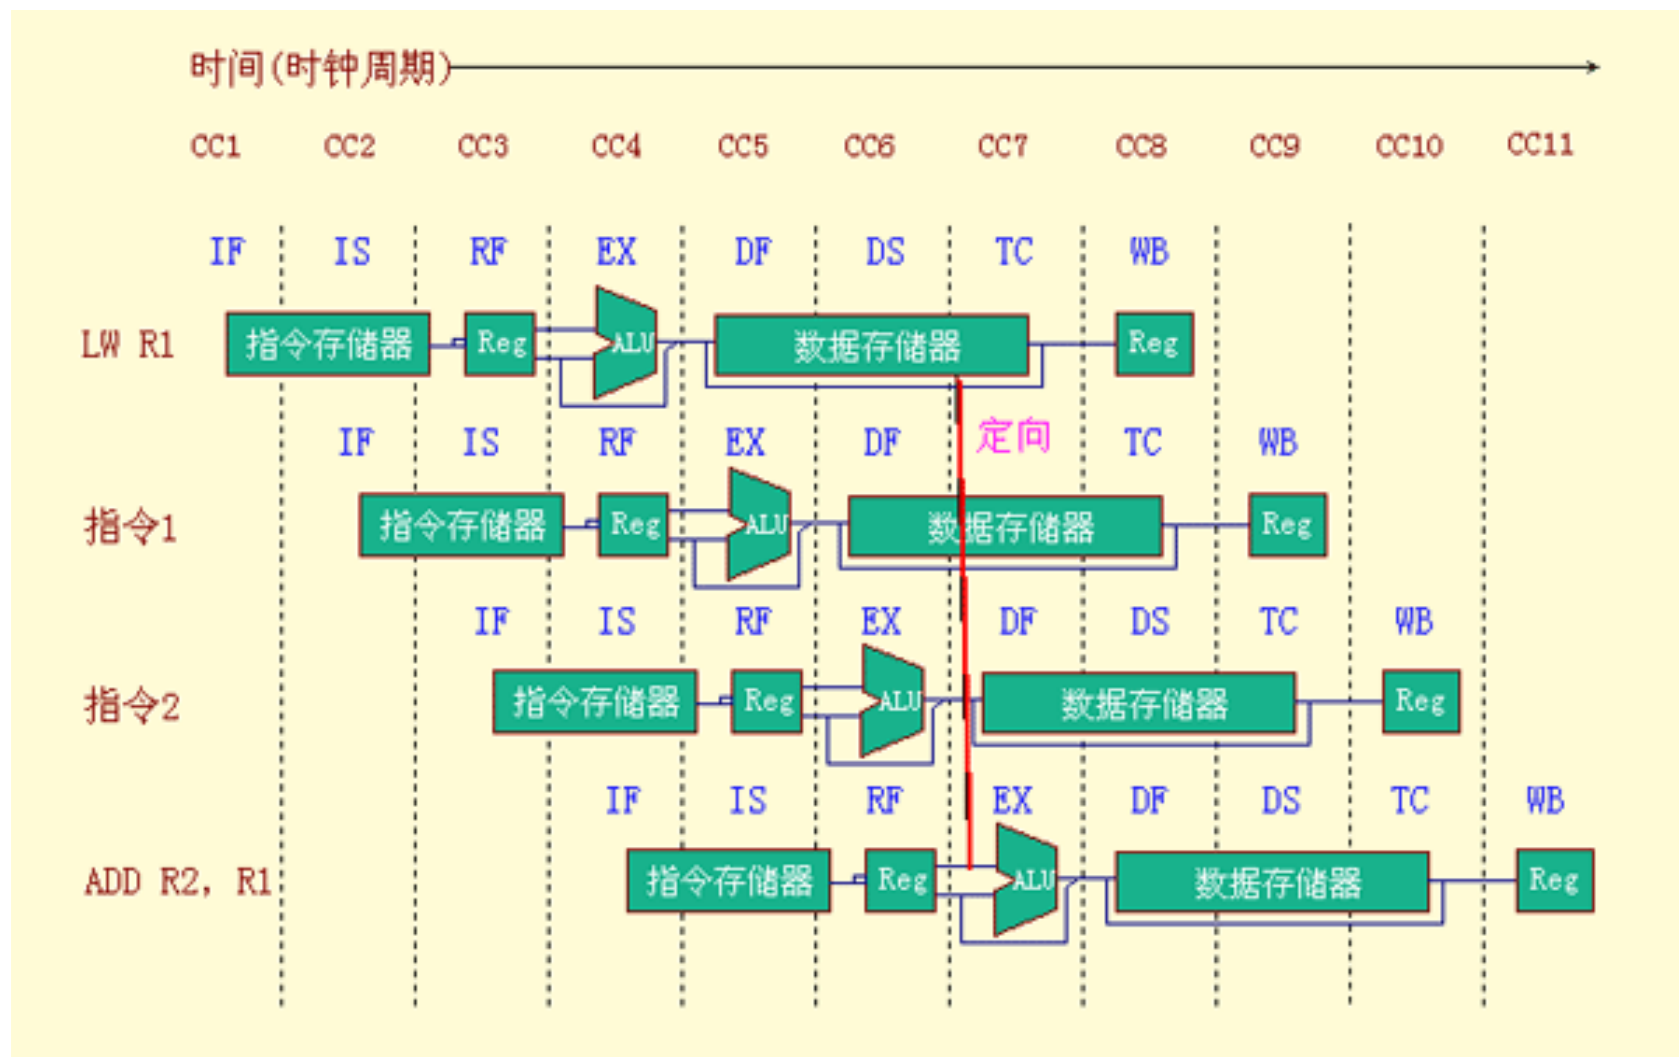 时间(时钟周期)
CC1 CC2 CC3 CC4 CC5 CC6 CC7 CC8 CC9 CC10 CC11
IF IS RF EX DF DS TC WB
LW R1 指令存储器 Reg ALU 数据存储器 Reg
定向
IF IS RF EX DF TC WB
指令1 指令存储器 Reg ALU 数据存储器 Reg
IF IS RF EX DF DS TC WB
指令2 指令存储器 Reg ALU 数据存储器 Reg
IF IS RF EX DF DS TC WB
ADD R2, R1 指令存储器 Reg ALU 数据存储器 Reg